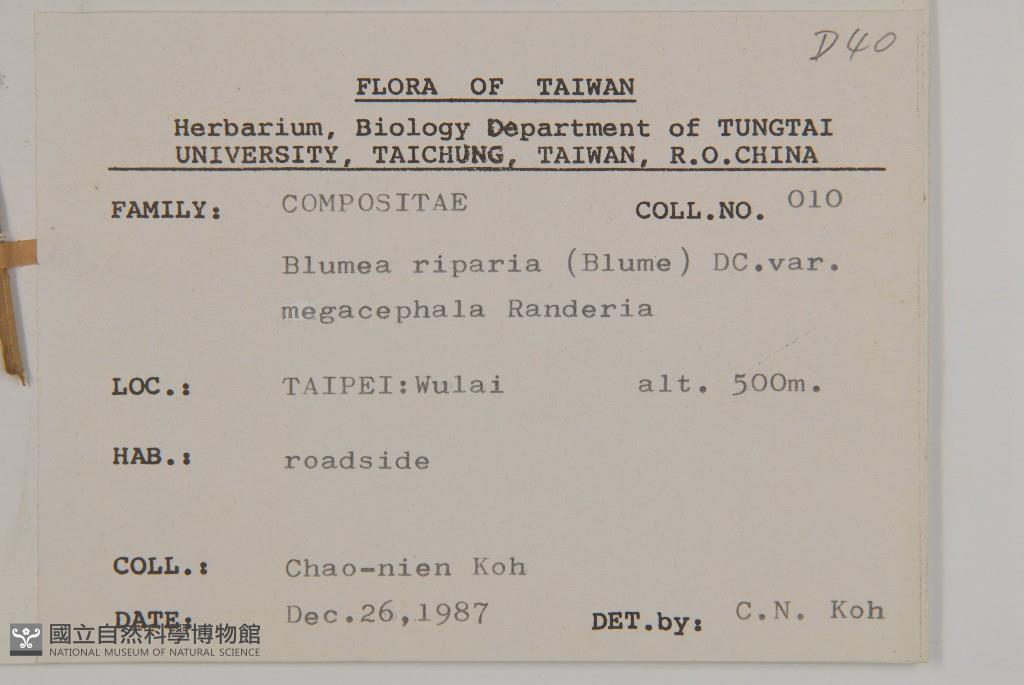 D40
FLORA OF TAIWAN
Herbarium, Biology Department of TUNGTAI
UNIVERSITY, TAICHUNG, TAIWAN, R.O.CHINA
FAMILY: COMPOSITAE COLL.NO. 010
Blumea riparia (Blume) DC.var.
megacephala Randeria
LOC.: TAIPEI:Wulai alt. 500m.
HAB.: roadside
COLL.: Chao-nien Koh
DATE: Dec.26,1987 DET.by: C.N. Koh
國立自然科學博物館
NATIONAL MUSEUM OF NATURAL SCIENCE